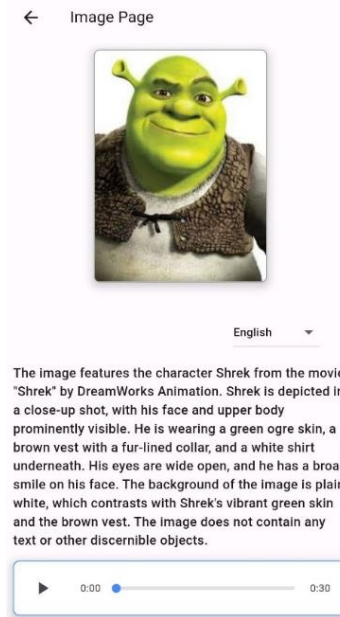 Image Page
English
The image features the character Shrek from the movie
"Shrek" by DreamWorks Animation. Shrek is depicted in
a close-up shot, with his face and upper body
prominently visible. He is wearing a green ogre skin, a
brown vest with a fur-lined collar, and a white shirt
underneath. His eyes are wide open, and he has a broa
smile on his face. The background of the image is plain
white, which contrasts with Shrek's vibrant green skin
and the brown vest. The image does not contain any
text or other discernible objects.
0:00 0:30